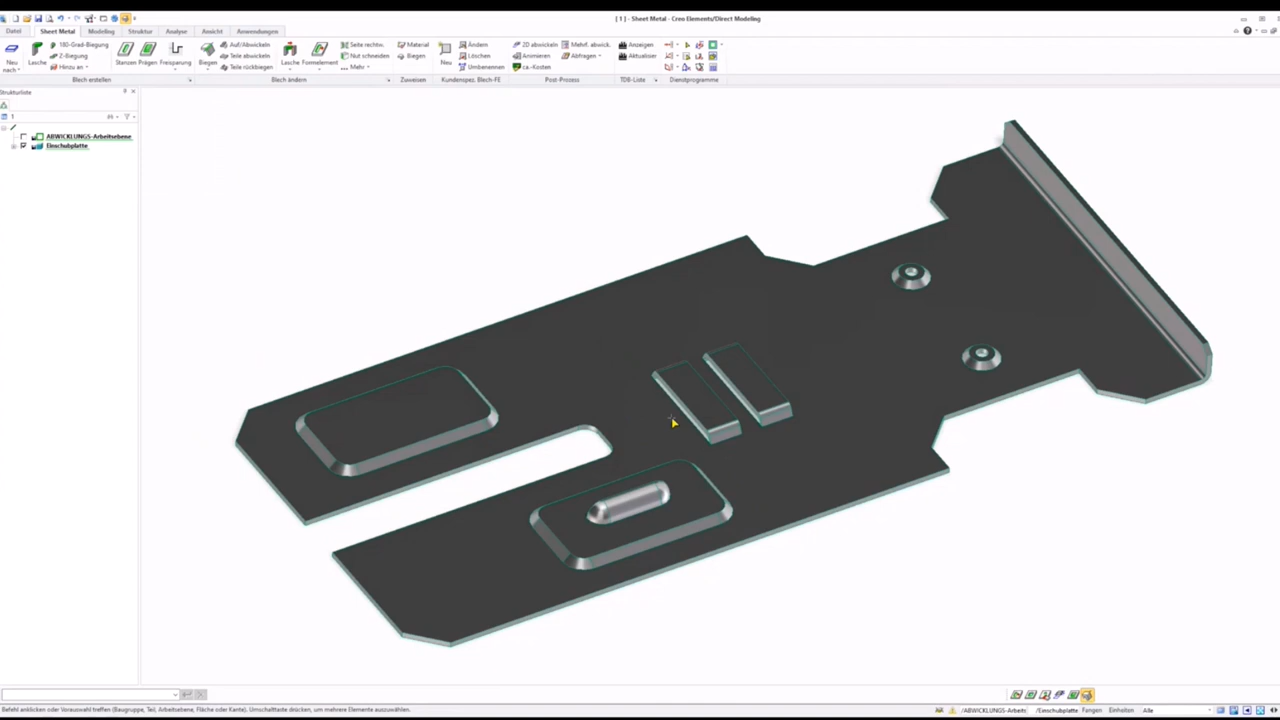 [ 1 ] - Sheet Metal - Creo Elements/Direct Modeling
Datei Sheet Metal Modeling Struktur Analyse Ansicht Anwendungen
Neu nach
Lasche
180-Grad-Biegung
Z-Biegung
Hinzu an
Stanzen Prägen Freisparung
Biegen
Auf/Abwickeln
Teile abwickeln
Teile rückbiegen
Lasche Formelement
Seite rechtw.
Nut schneiden
Mehr
Material
Biegen
Neu
Ändern
Löschen
Umbenennen
2D abwickeln
Animieren
ca.-Kosten
Mehrf. abwick.
Abfragen
Anzeigen
Aktualisier
Blech erstellen Blech ändern Zuweisen Kundenspez. Blech-FE Post-Prozess TDB-Liste Dienstprogramme
Strukturliste
1
ABWICKLUNGS-Arbeitsebene
Einschubplatte
Befehl anklicken oder Vorauswahl treffen (Baugruppe, Teil, Arbeitsebene, Fläche oder Kante). Umschalttaste drücken, um mehrere Elemente auszuwählen.
/ABWICKLUNGS-Arbeits /Einschubplatte Fangen Einheiten Alle